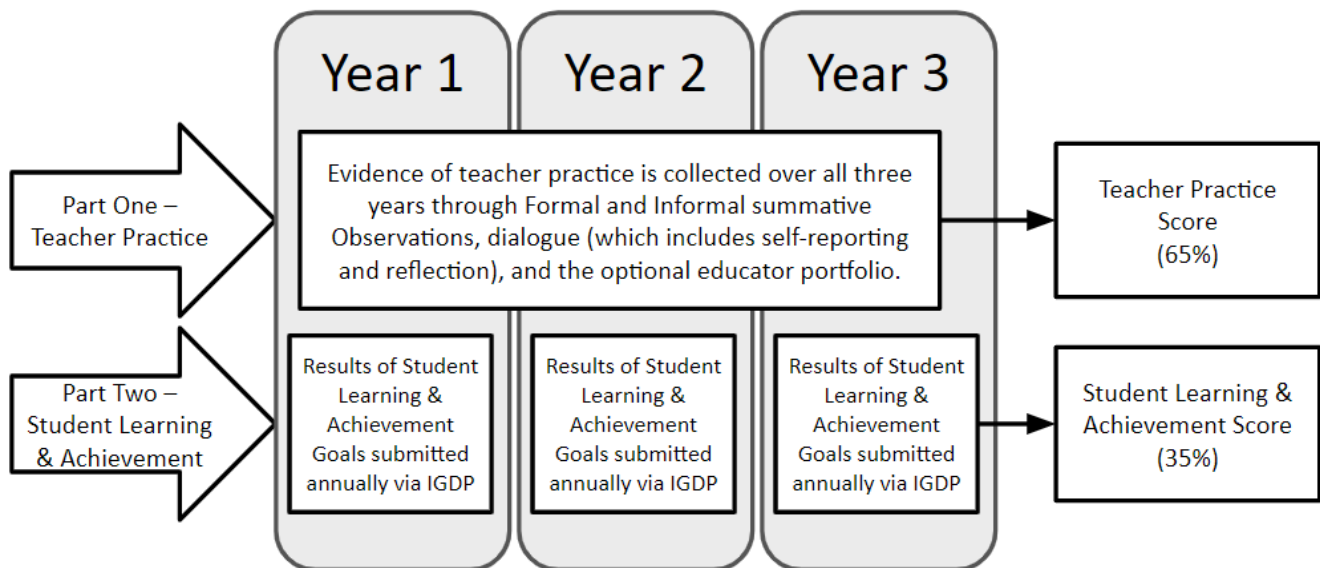 Year 1
Year 2
Year 3
Part One –
Teacher Practice
Evidence of teacher practice is collected over all three
years through Formal and Informal summative
Observations, dialogue (which includes self-reporting
and reflection), and the optional educator portfolio.
Teacher Practice
Score
(65%)
Part Two –
Student Learning
& Achievement
Results of Student
Learning &
Achievement
Goals submitted
annually via IGDP
Results of Student
Learning &
Achievement
Goals submitted
annually via IGDP
Results of Student
Learning &
Achievement
Goals submitted
annually via IGDP
Student Learning &
Achievement Score
(35%)